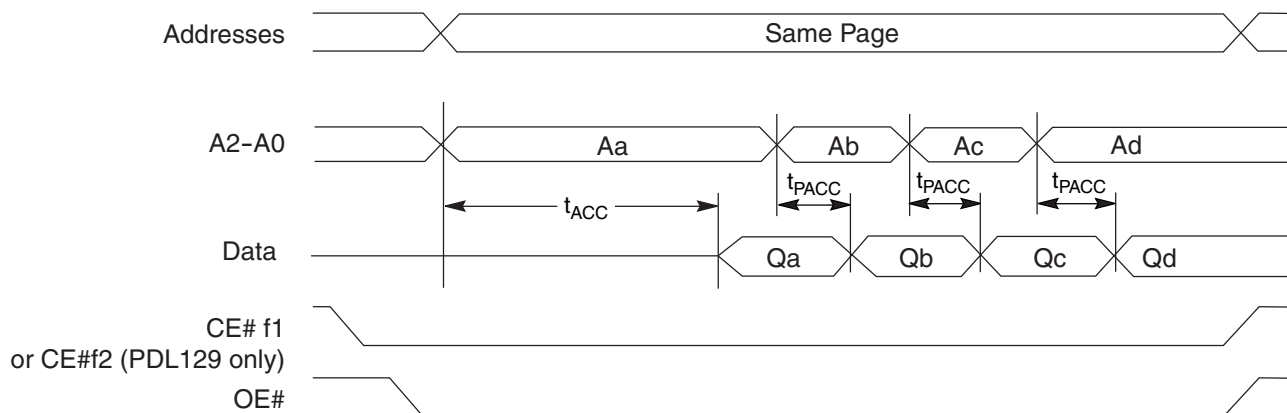 Addresses
Same Page
A2–A0
Aa
Ab
Ac
Ad
tACC
tPACC
tPACC
tPACC
Data
Qa
Qb
Qc
Qd
CE# f1
or CE#f2 (PDL129 only)
OE#